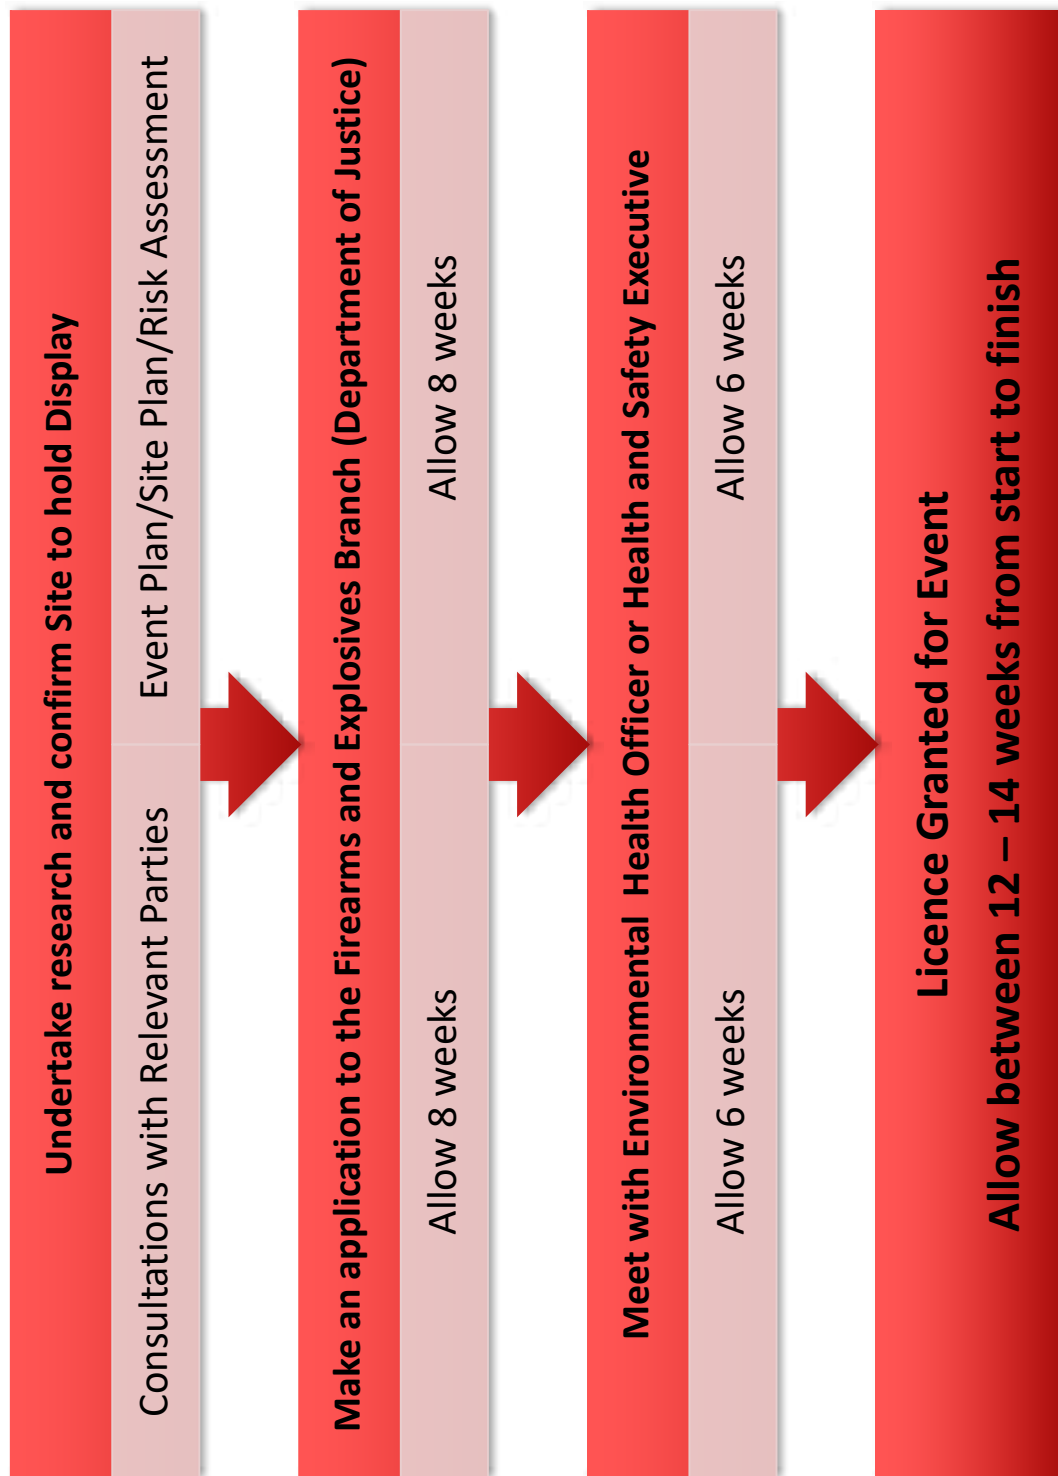 Undertake research and confirm Site to hold Display
Consultations with Relevant Parties
Event Plan/Site Plan/Risk Assessment
Make an application to the Firearms and Explosives Branch (Department of Justice)
Allow 8 weeks
Allow 8 weeks
Meet with Environmental  Health Officer or Health and Safety Executive
Allow 6 weeks
Allow 6 weeks
Licence Granted for Event
Allow between 12 – 14 weeks from start to finish